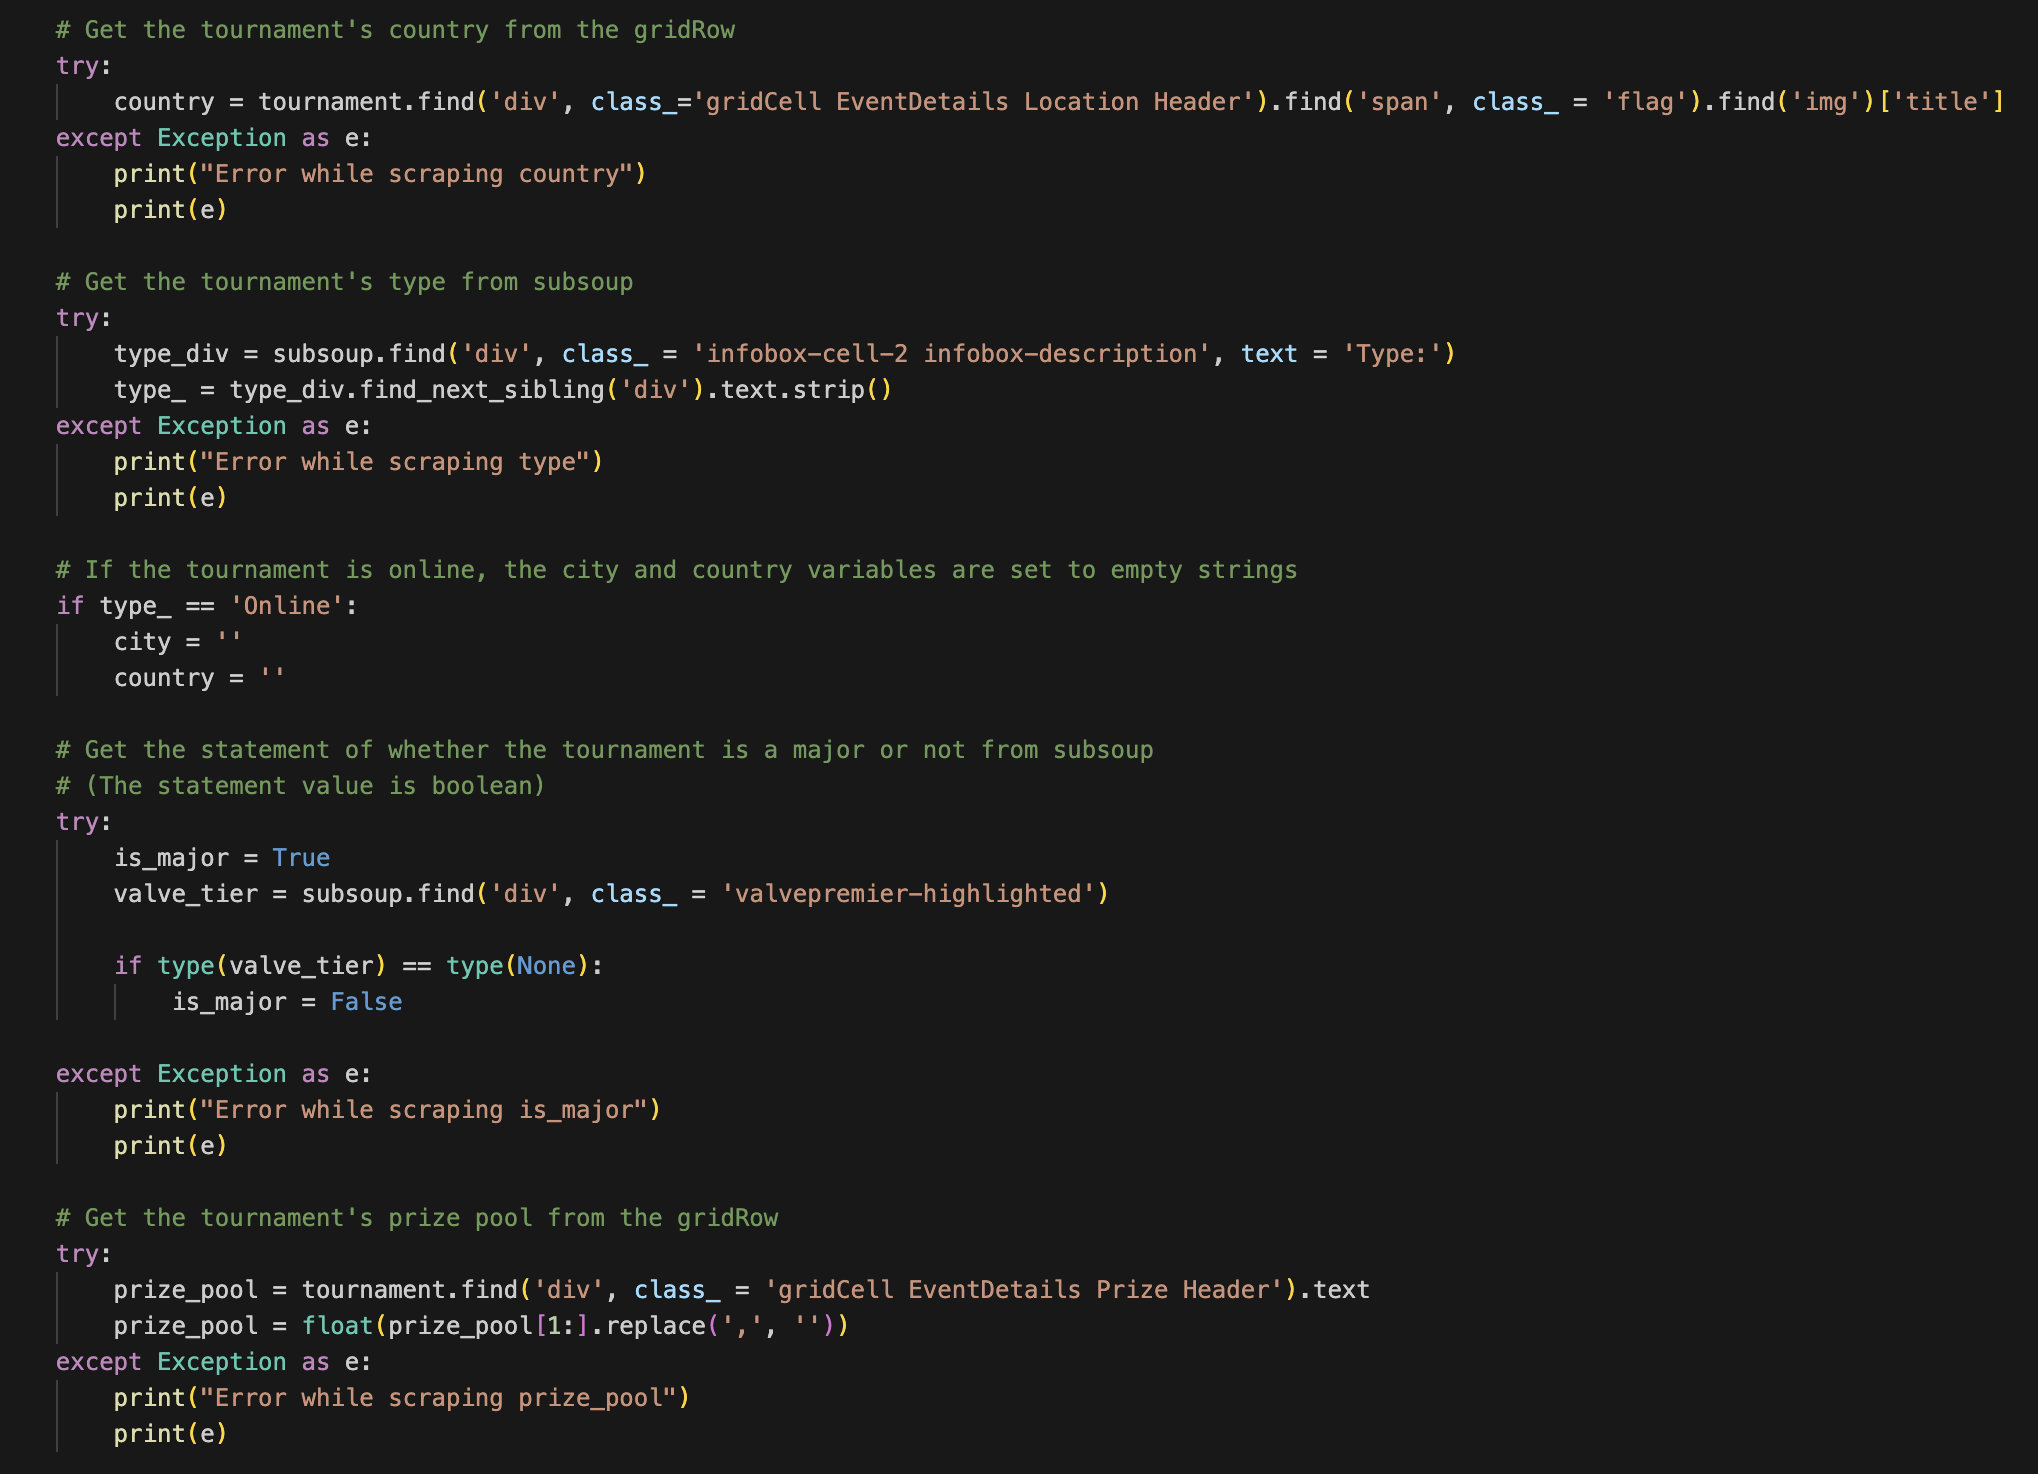 # Get the tournament's country from the gridRow
try:
    country = tournament.find('div', class_='gridCell EventDetails Location Header').find('span', class_ = 'flag').find('img')['title']
except Exception as e:
    print("Error while scraping country")
    print(e)

# Get the tournament's type from subsoup
try:
    type_div = subsoup.find('div', class_ = 'infobox-cell-2 infobox-description', text = 'Type:')
    type_ = type_div.find_next_sibling('div').text.strip()
except Exception as e:
    print("Error while scraping type")
    print(e)

# If the tournament is online, the city and country variables are set to empty strings
if type_ == 'Online':
    city = ''
    country = ''

# Get the statement of whether the tournament is a major or not from subsoup
# (The statement value is boolean)
try:
    is_major = True
    valve_tier = subsoup.find('div', class_ = 'valvepremier-highlighted')

    if type(valve_tier) == type(None):
        is_major = False

except Exception as e:
    print("Error while scraping is_major")
    print(e)

# Get the tournament's prize pool from the gridRow
try:
    prize_pool = tournament.find('div', class_ = 'gridCell EventDetails Prize Header').text
    prize_pool = float(prize_pool[1:].replace(',', ''))
except Exception as e:
    print("Error while scraping prize_pool")
    print(e)